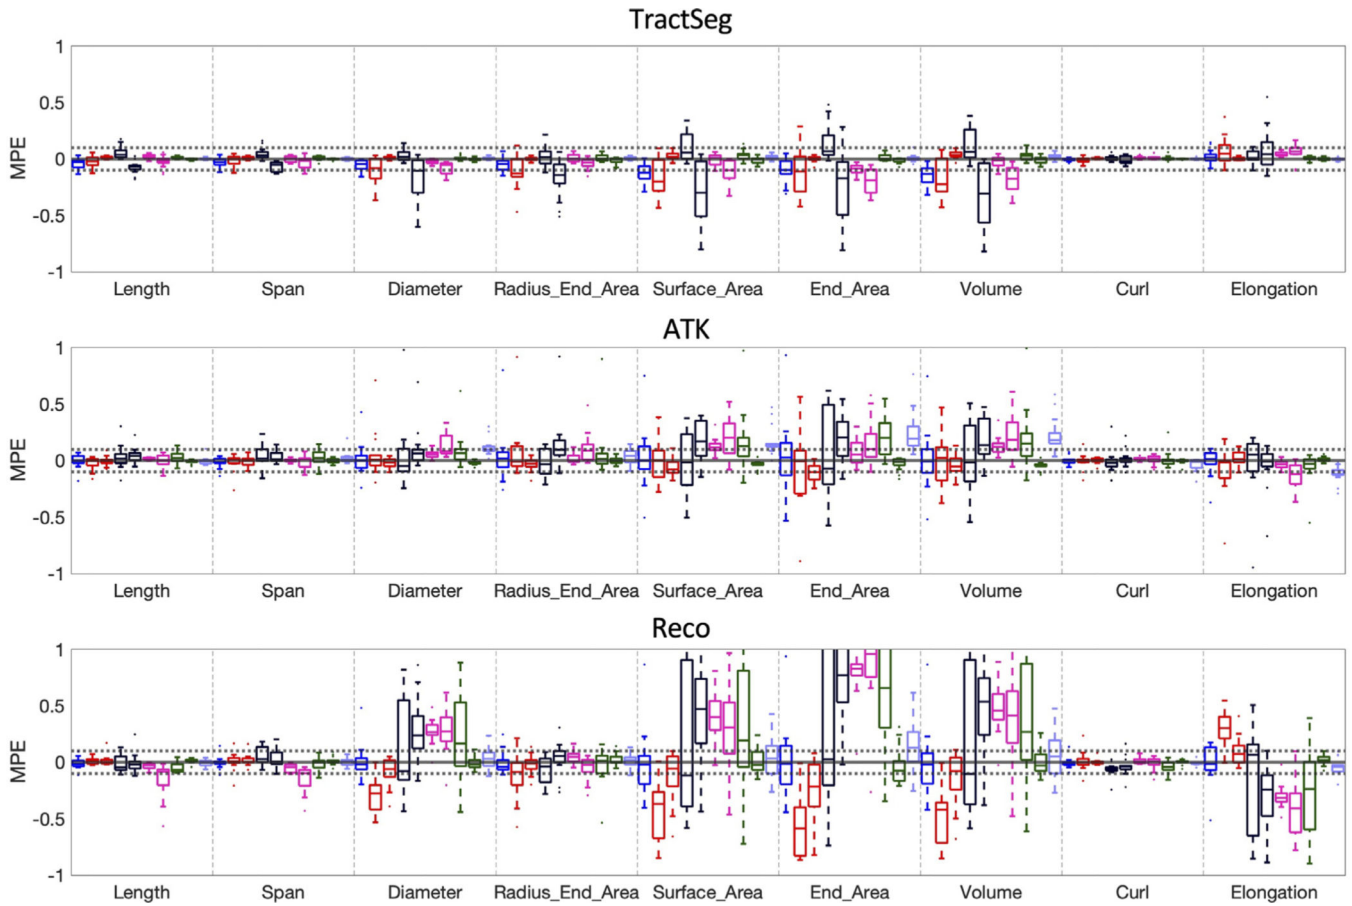 TractSeg
1
0.5
0
-0.5
-1
MPE
Length Span Diameter Radius_End_Area Surface_Area End_Area Volume Curl Elongation
ATK
1
0.5
0
-0.5
-1
MPE
Length Span Diameter Radius_End_Area Surface_Area End_Area Volume Curl Elongation
Reco
1
0.5
0
-0.5
-1
MPE
Length Span Diameter Radius_End_Area Surface_Area End_Area Volume Curl Elongation